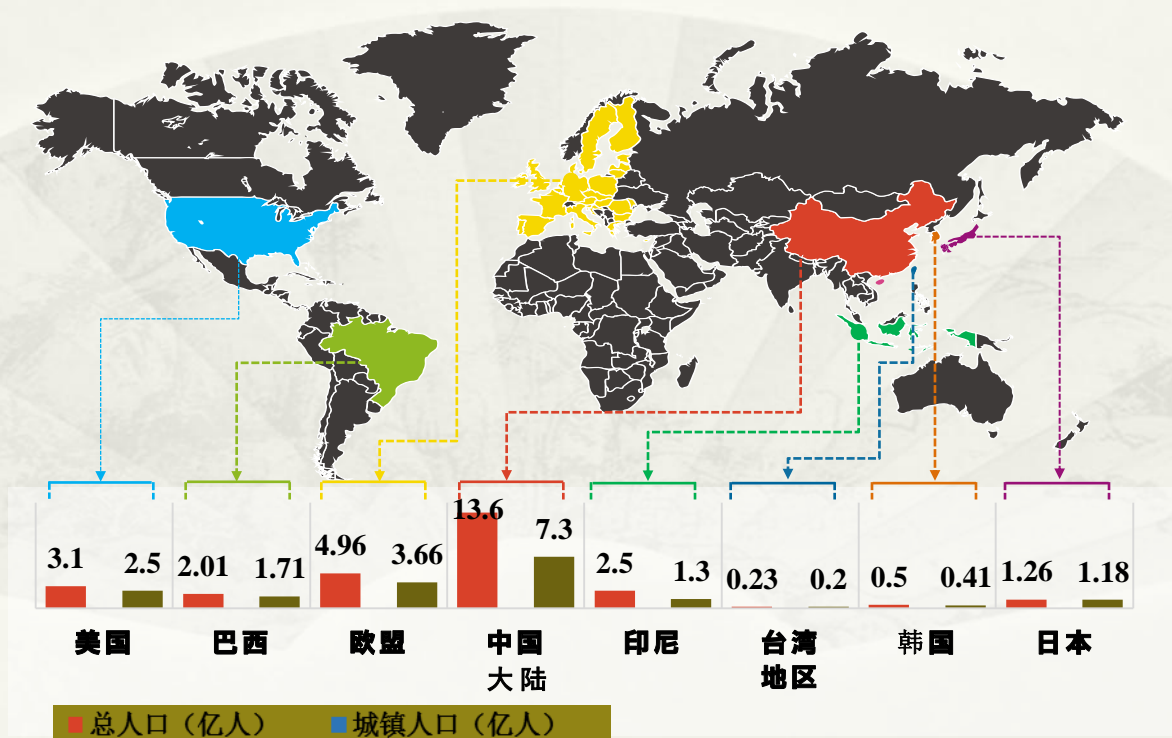 3.1 2.5 2.01 1.71 4.96 3.66 13.6 7.3 2.5 1.3 0.23 0.2 0.5 0.41 1.26 1.18
美国 巴西 欧盟 中国 印尼 台湾 韩国 日本
大陆 地区
总人口（亿人） 城镇人口（亿人）